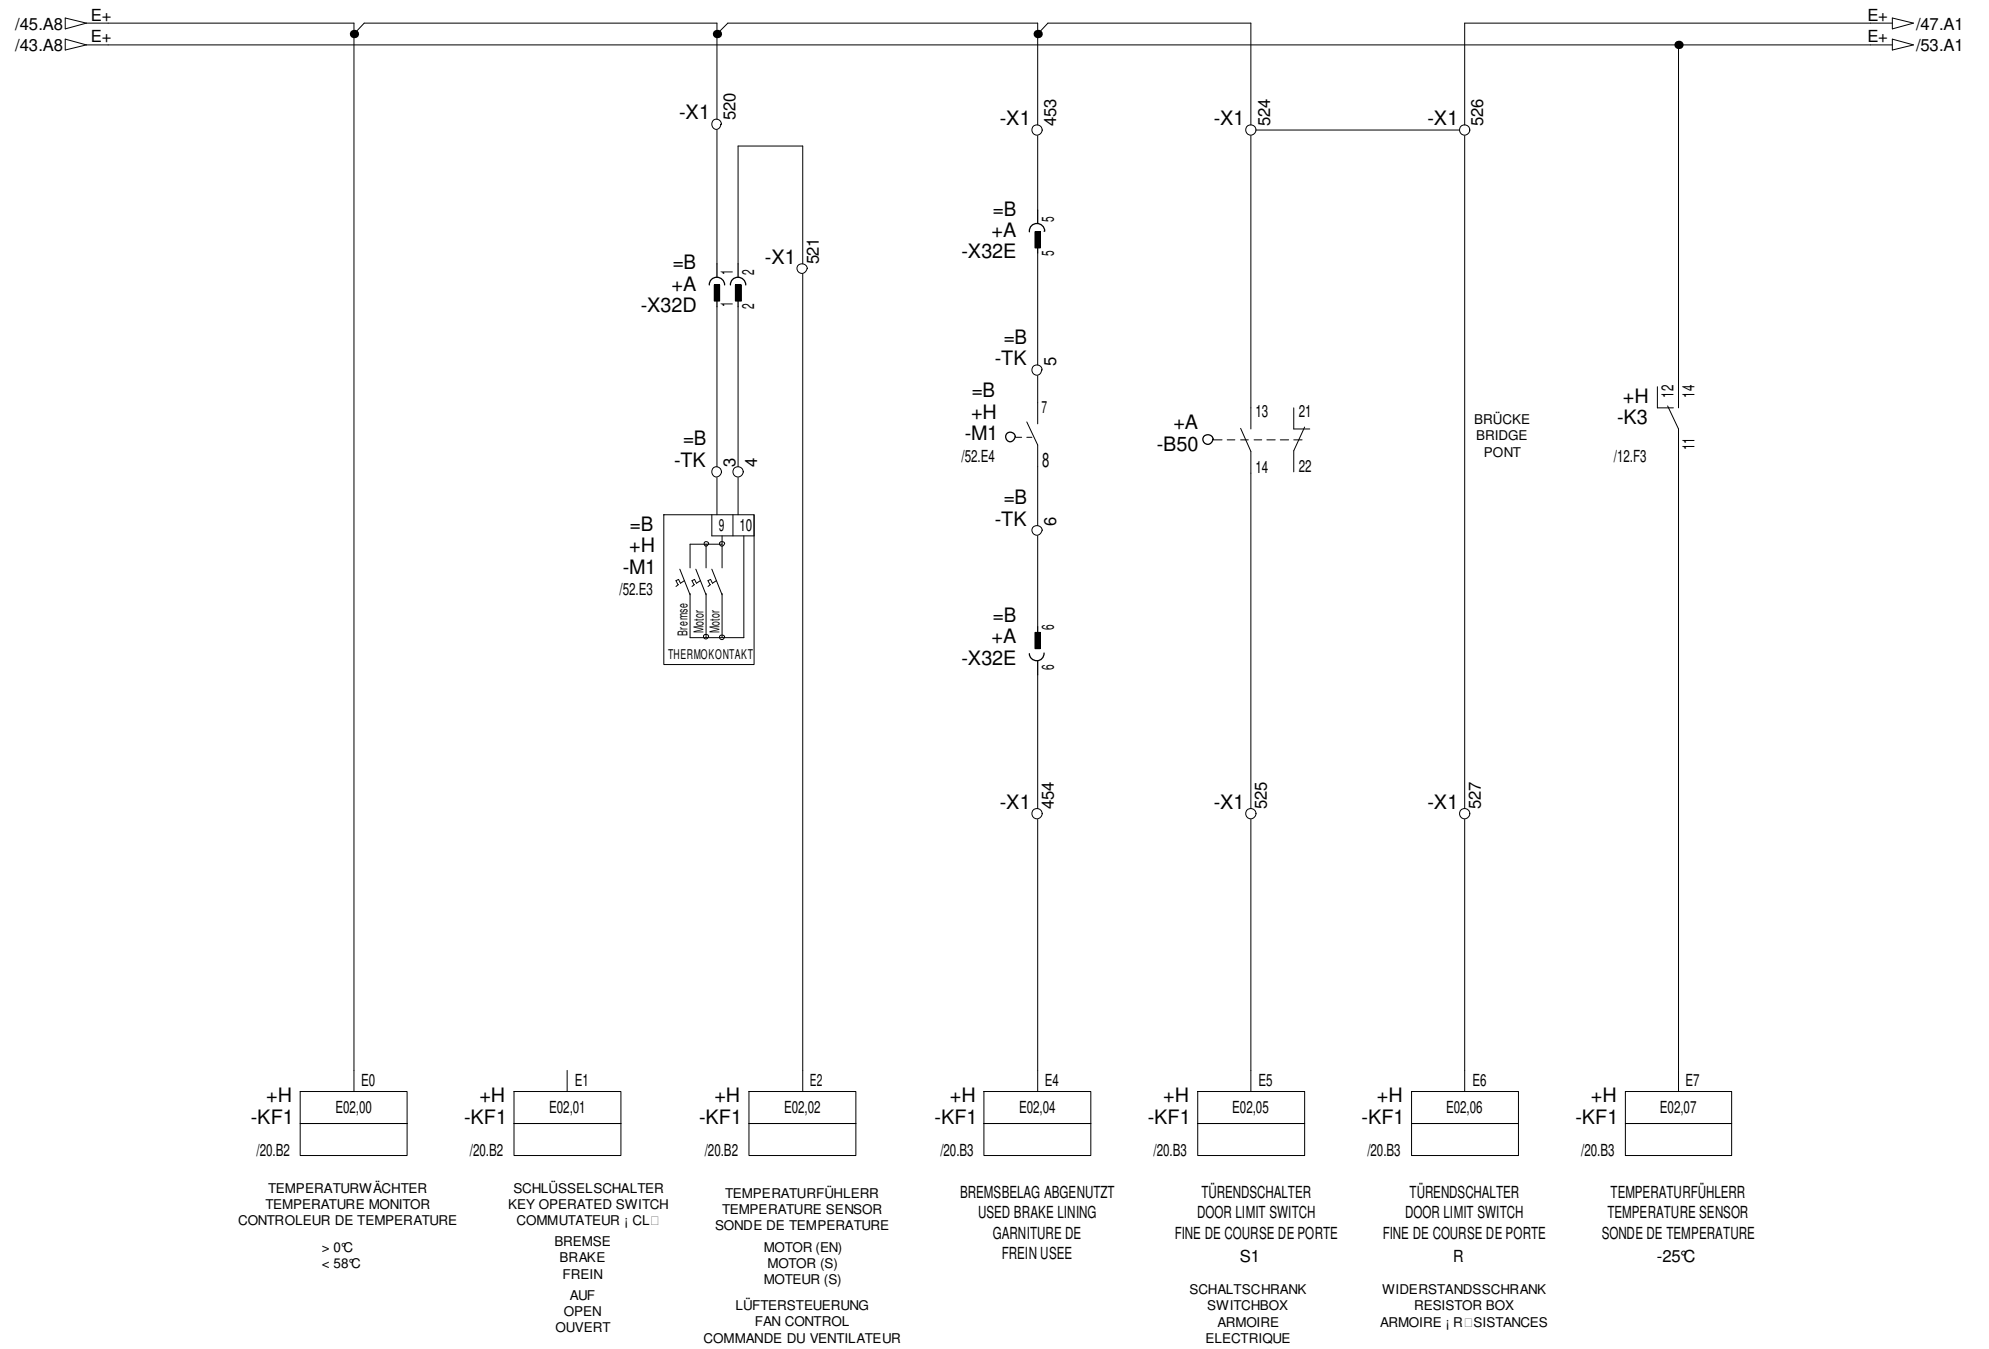 /45.A8 E+
/43.A8 E+
E+ /47.A1
E+ /53.A1
-X1 520
-X1 453
-X1 524
-X1 526
=B
+A
-X32D
1 2
1 2
-X1 521
=B
+A
-X32E
5
5
=B
-TK 5
=B
+H
-M1
/52.E4
7
8
=B
-TK 6
=B
+A
-X32E
6
6
-X1 454
=B
-TK 3 4
=B
+H
-M1
/52.E3
9 10
Bremse
Motor
Motor
THERMOKONTAKT
+A
-B50
13 21
14 22
-X1 525
BRÜCKE
BRIDGE
PONT
-X1 527
+H
-K3
/12.F3
12 14
11
+H
-KF1
/20.B2
E0
E02,00
TEMPERATURWÄCHTER
TEMPERATURE MONITOR
CONTROLEUR DE TEMPERATURE
> 0°C
< 58°C
+H
-KF1
/20.B2
E1
E02,01
SCHLÜSSELSCHALTER
KEY OPERATED SWITCH
COMMUTATEUR ¡ CL□
BREMSE
BRAKE
FREIN
AUF
OPEN
OUVERT
+H
-KF1
/20.B2
E2
E02,02
TEMPERATURFÜHLERR
TEMPERATURE SENSOR
SONDE DE TEMPERATURE
MOTOR (EN)
MOTOR (S)
MOTEUR (S)
LÜFTERSTEUERUNG
FAN CONTROL
COMMANDE DU VENTILATEUR
+H
-KF1
/20.B3
E4
E02,04
BREMSBELAG ABGENUTZT
USED BRAKE LINING
GARNITURE DE
FREIN USEE
+H
-KF1
/20.B3
E5
E02,05
TÜRENDSCHALTER
DOOR LIMIT SWITCH
FINE DE COURSE DE PORTE
S1
SCHALTSCHRANK
SWITCHBOX
ARMOIRE
ELECTRIQUE
+H
-KF1
/20.B3
E6
E02,06
TÜRENDSCHALTER
DOOR LIMIT SWITCH
FINE DE COURSE DE PORTE
R
WIDERSTANDSSCHRANK
RESISTOR BOX
ARMOIRE ¡ R□SISTANCES
+H
-KF1
/20.B3
E7
E02,07
TEMPERATURFÜHLERR
TEMPERATURE SENSOR
SONDE DE TEMPERATURE
-25°C